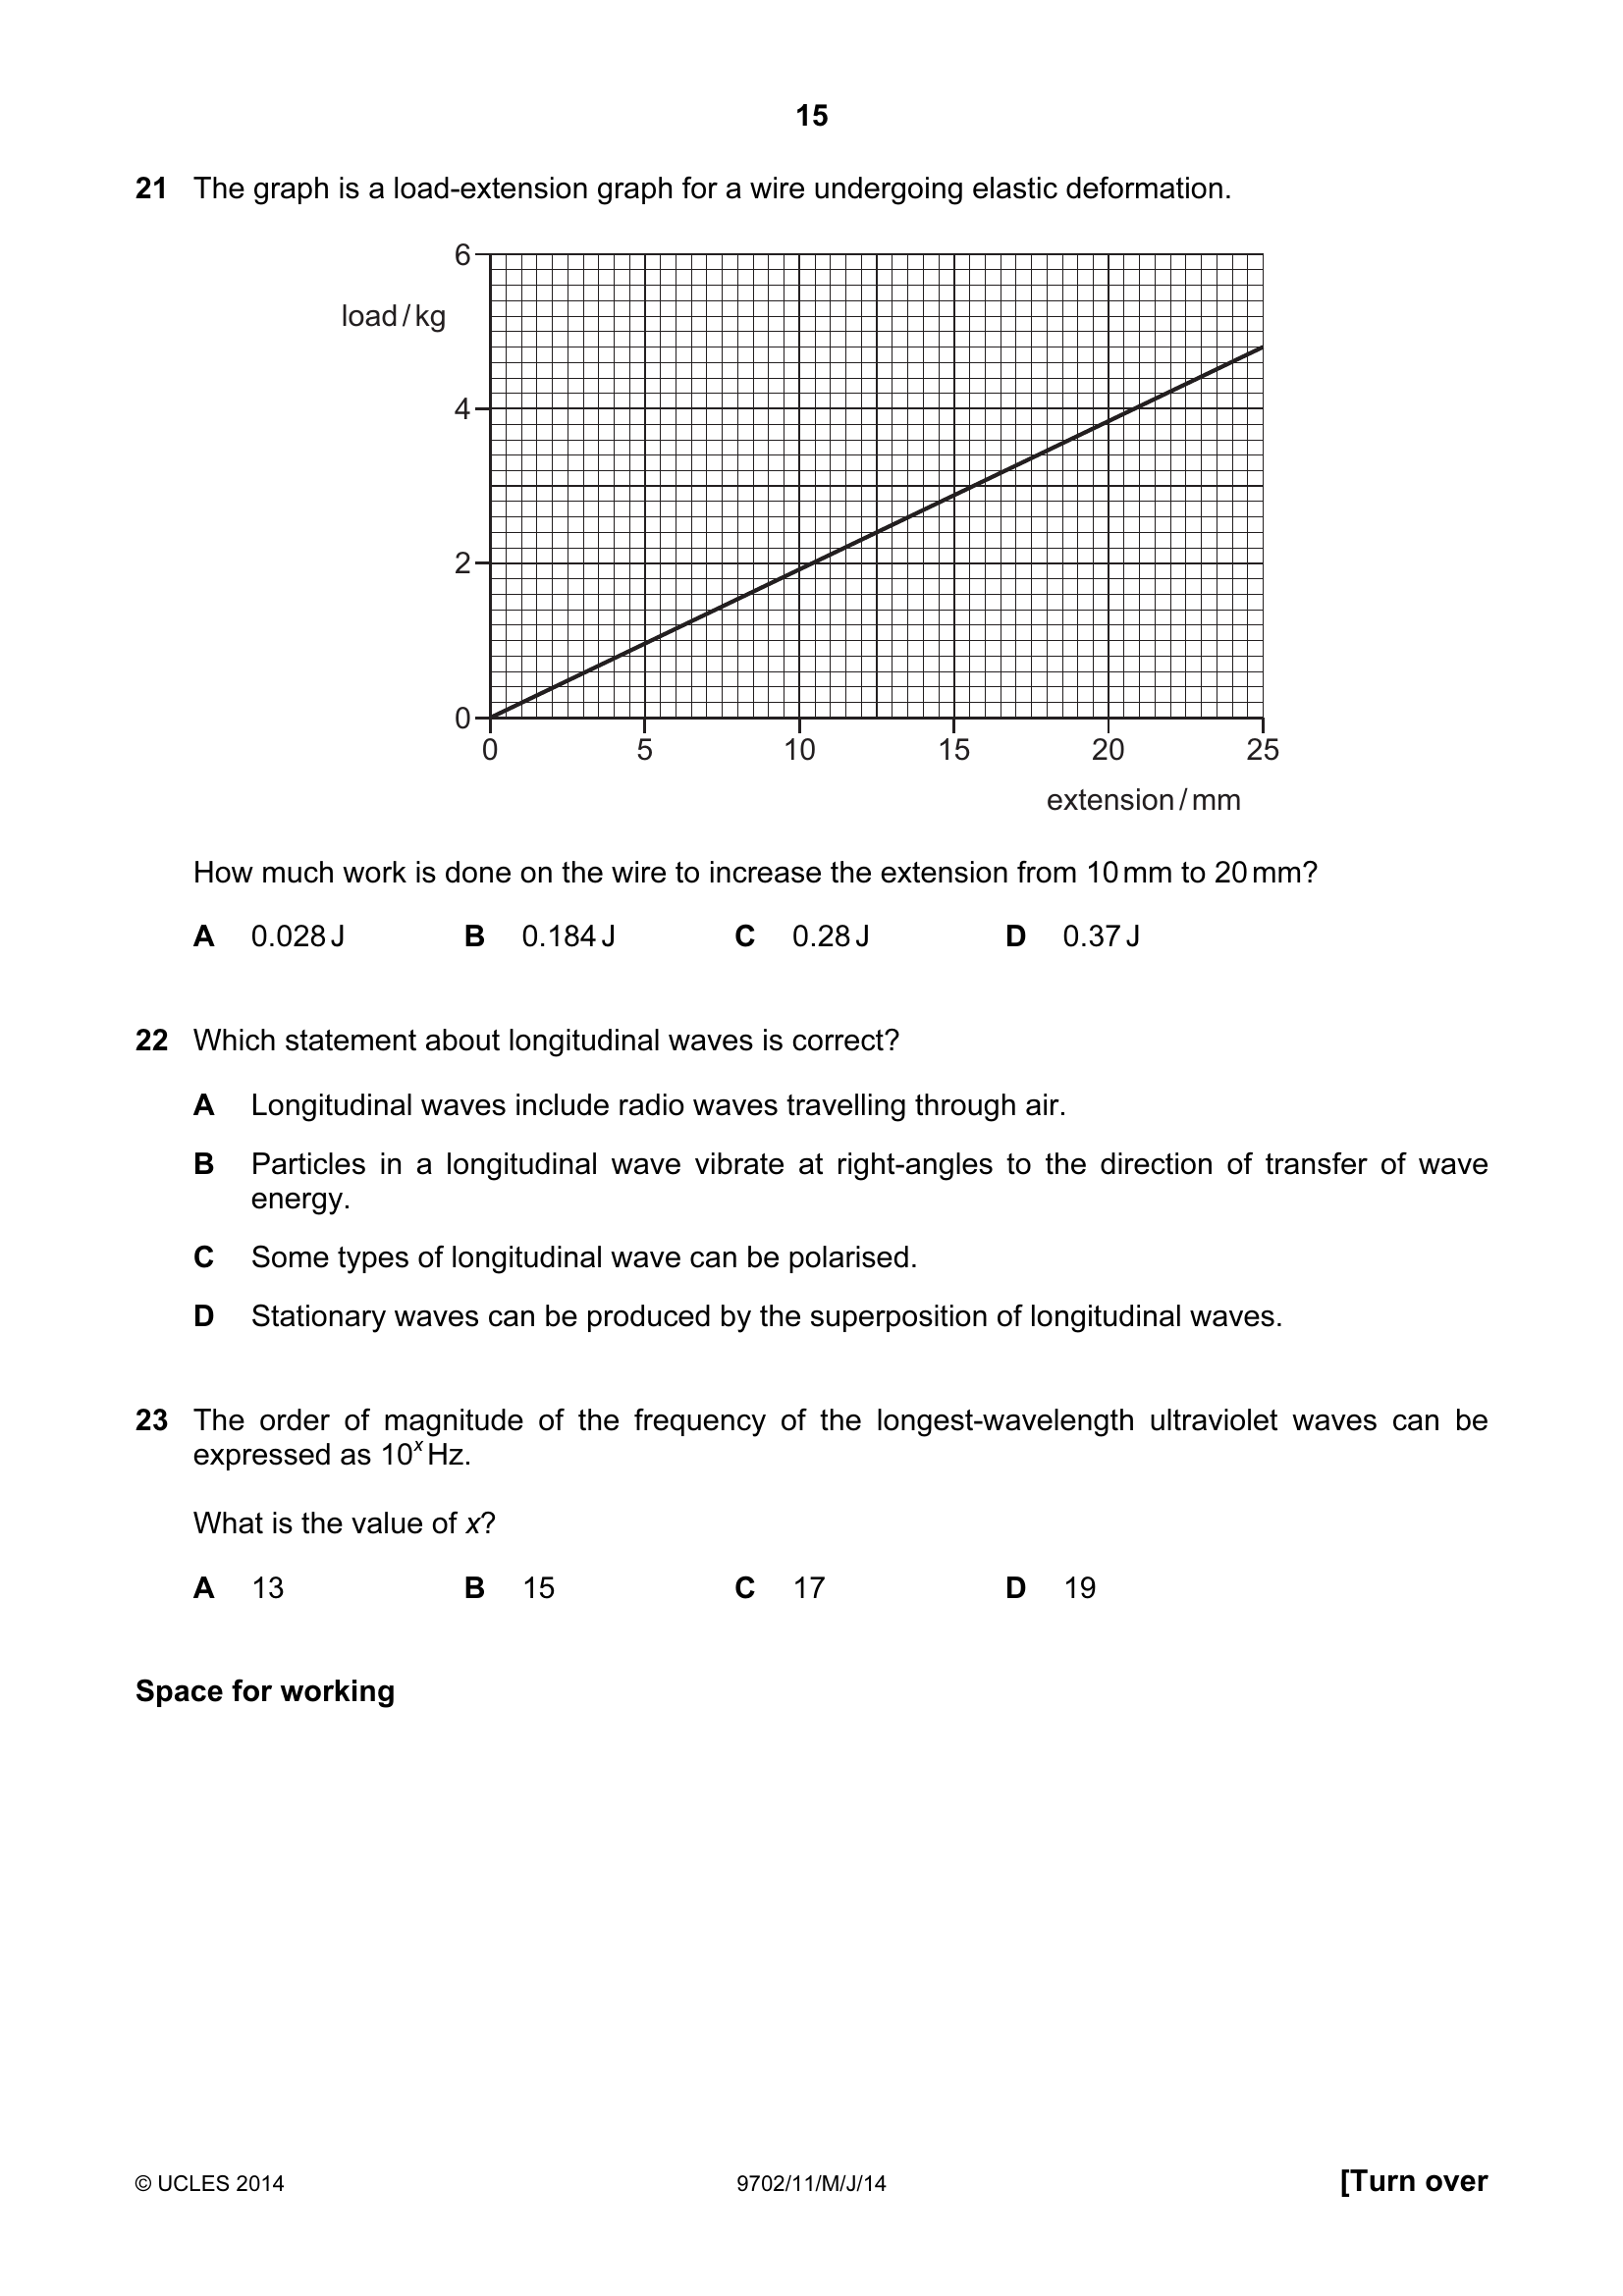 15
21 The graph is a load-extension graph for a wire undergoing elastic deformation.
6
load / kg
4
2
0
0 5 10 15 20 25
extension / mm
How much work is done on the wire to increase the extension from 10 mm to 20 mm?
A 0.028 J B 0.184 J C 0.28 J D 0.37 J
22 Which statement about longitudinal waves is correct?
A Longitudinal waves include radio waves travelling through air.
B Particles in a longitudinal wave vibrate at right-angles to the direction of transfer of wave
energy.
C Some types of longitudinal wave can be polarised.
D Stationary waves can be produced by the superposition of longitudinal waves.
23 The order of magnitude of the frequency of the longest-wavelength ultraviolet waves can be
expressed as 10ˣ Hz.
What is the value of x?
A 13 B 15 C 17 D 19
Space for working
© UCLES 2014 9702/11/M/J/14 [Turn over